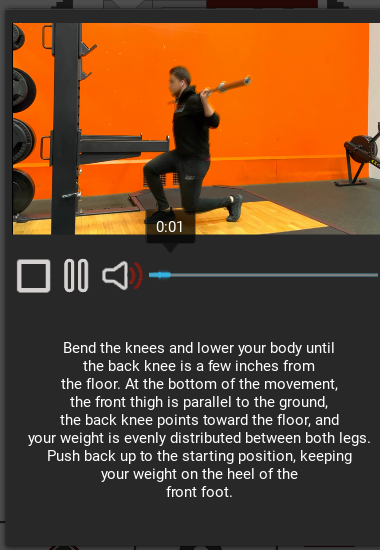 0:01
Bend the knees and lower your body until
the back knee is a few inches from
the floor. At the bottom of the movement,
the front thigh is parallel to the ground,
the back knee points toward the floor, and
your weight is evenly distributed between both legs.
Push back up to the starting position, keeping
your weight on the heel of the
front foot.